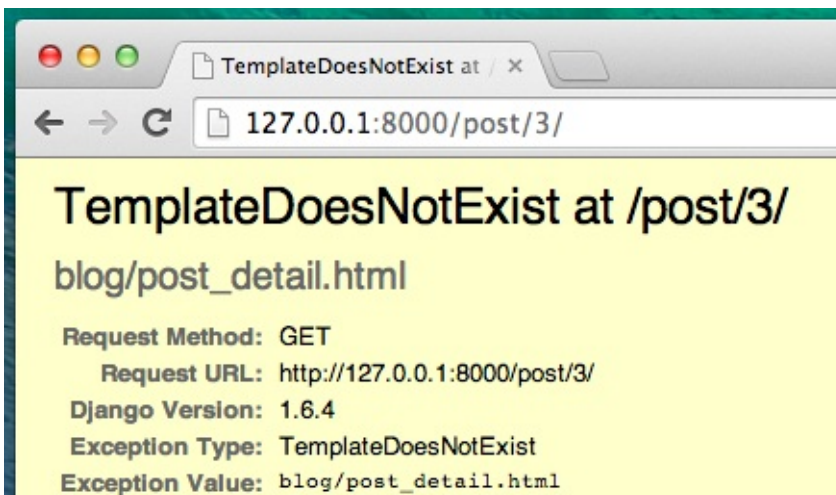 TemplateDoesNotExist at /
127.0.0.1:8000/post/3/
TemplateDoesNotExist at /post/3/
blog/post_detail.html
Request Method: GET
Request URL: http://127.0.0.1:8000/post/3/
Django Version: 1.6.4
Exception Type: TemplateDoesNotExist
Exception Value: blog/post_detail.html